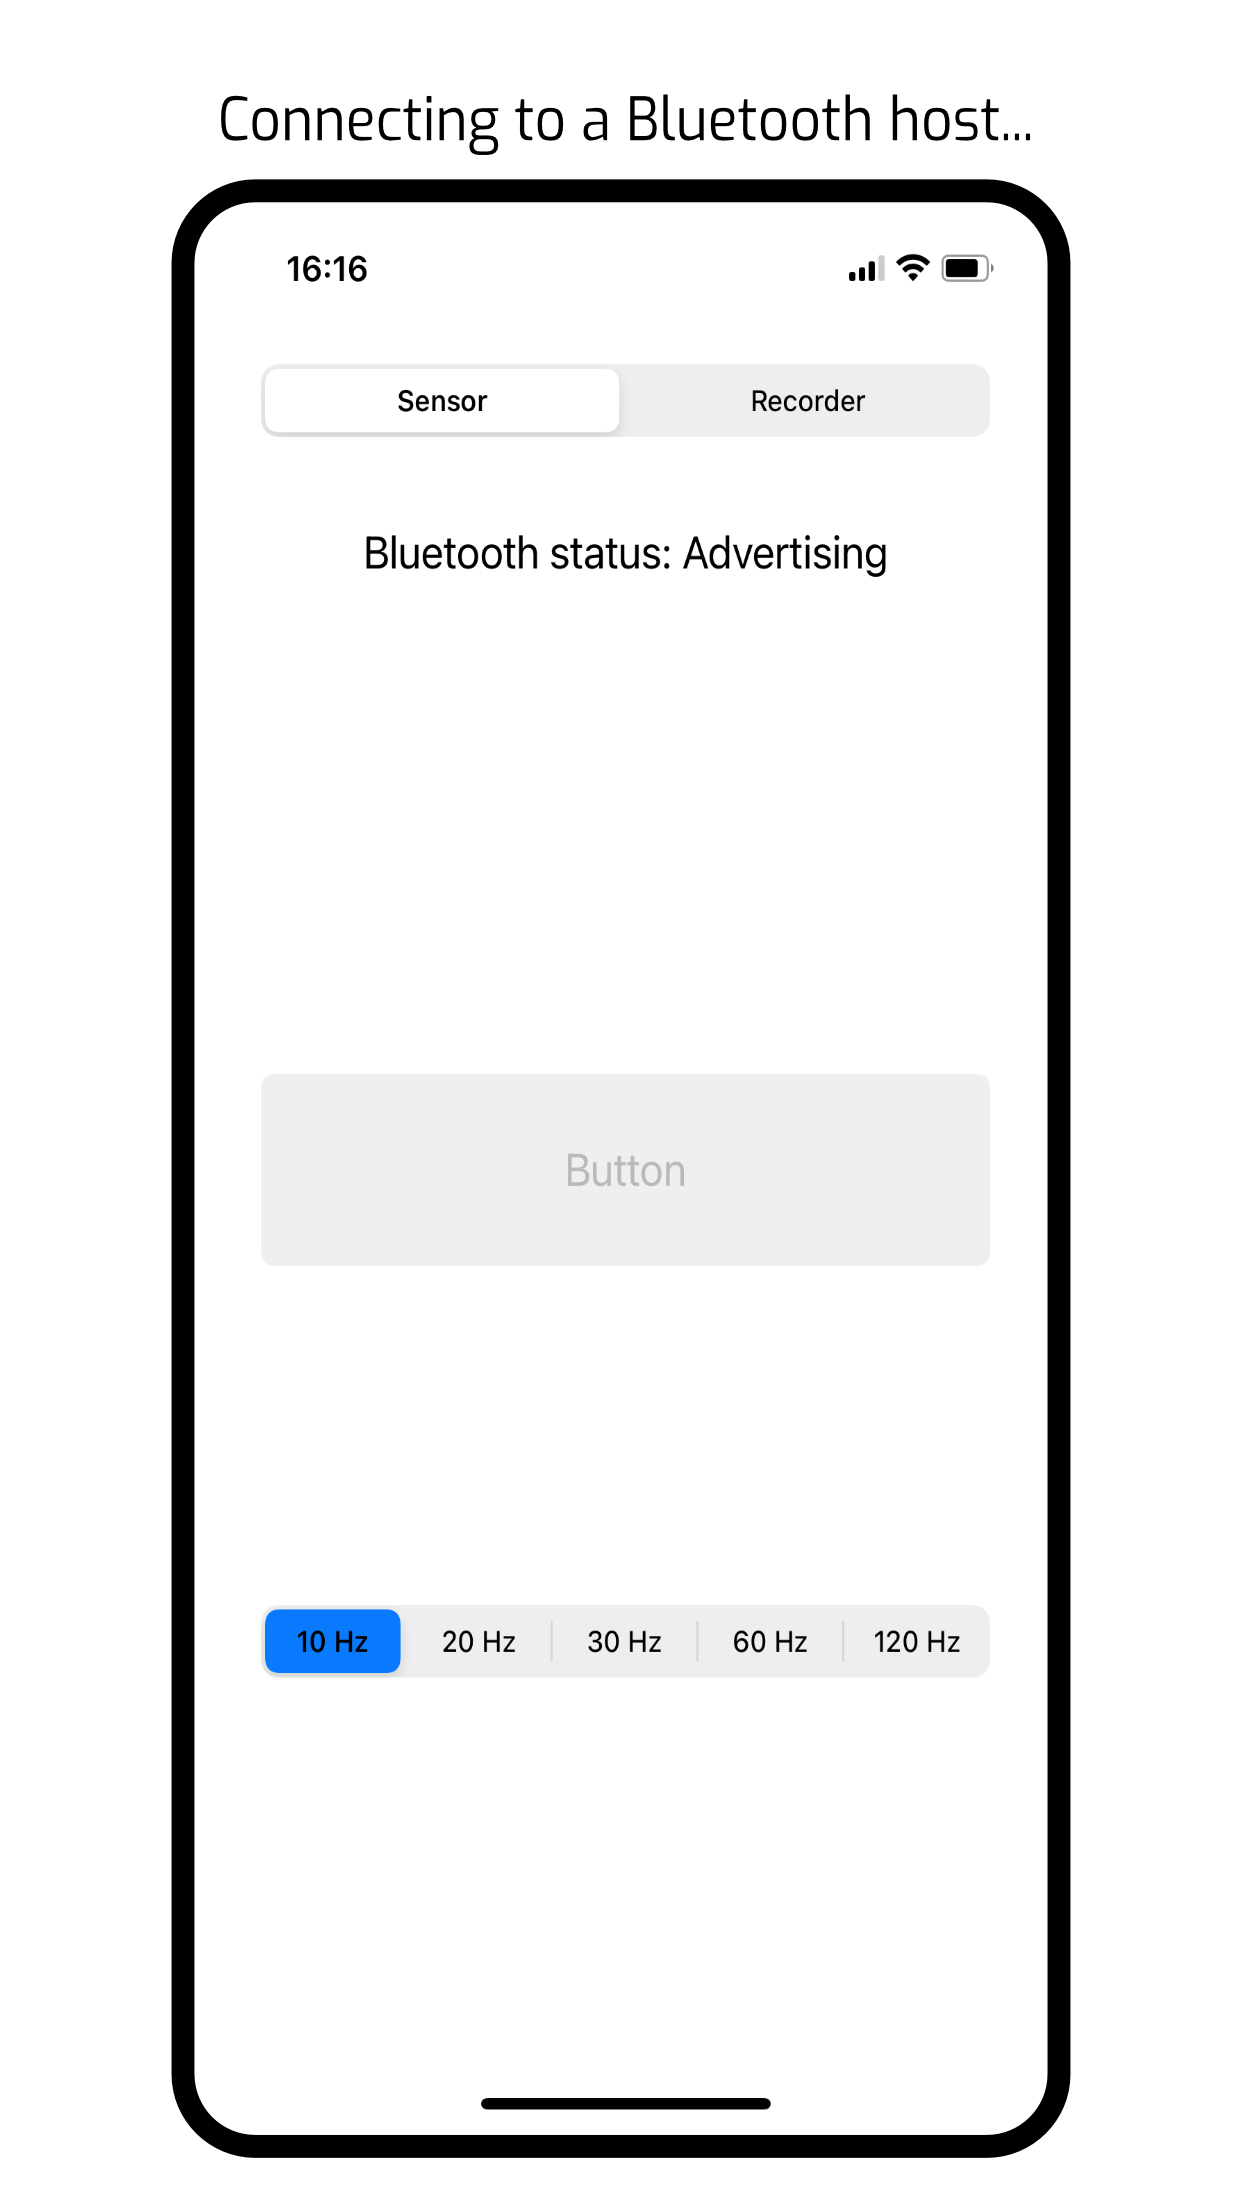 Connecting to a Bluetooth host...
16:16
Sensor Recorder
Bluetooth status: Advertising
Button
10 Hz 20 Hz 30 Hz 60 Hz 120 Hz